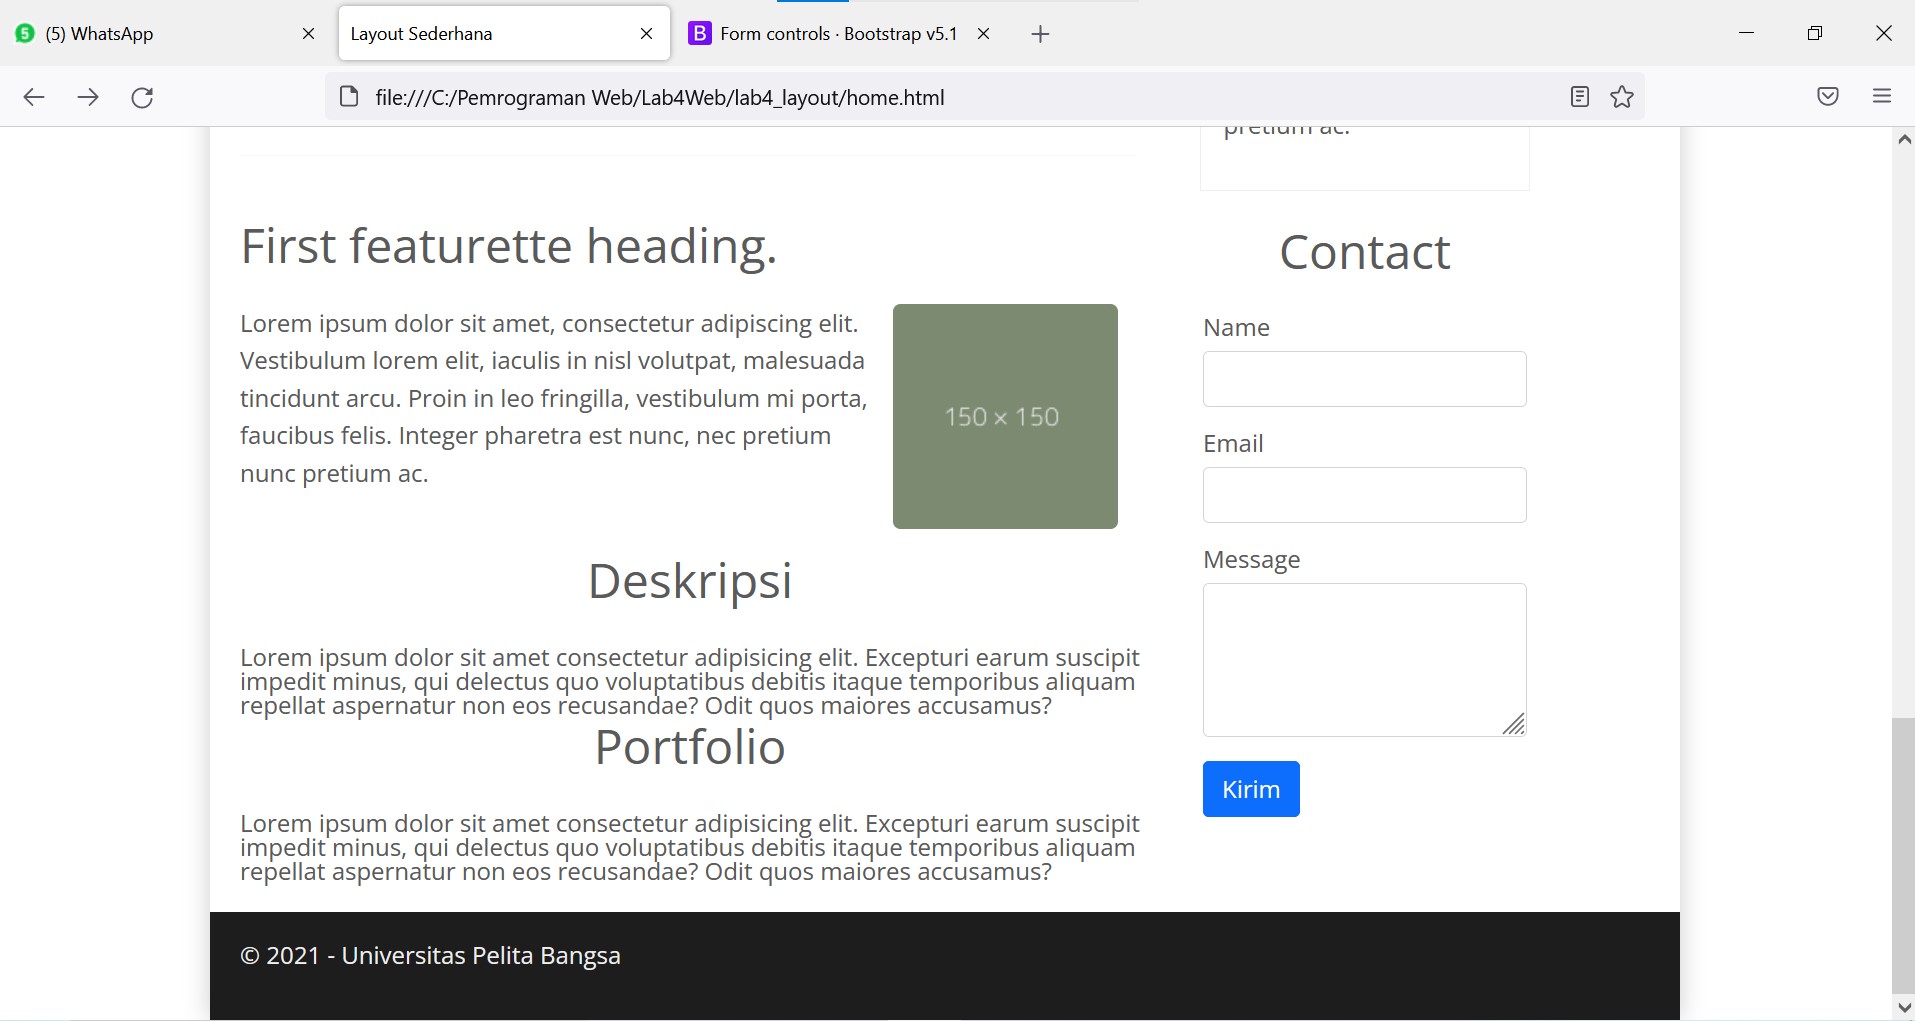 (5) WhatsApp
Layout Sederhana
Form controls · Bootstrap v5.1
file:///C:/Pemrograman Web/Lab4Web/lab4_layout/home.html
pretium ac.
First featurette heading.
Lorem ipsum dolor sit amet, consectetur adipiscing elit.
Vestibulum lorem elit, iaculis in nisl volutpat, malesuada
tincidunt arcu. Proin in leo fringilla, vestibulum mi porta,
faucibus felis. Integer pharetra est nunc, nec pretium
nunc pretium ac.
150 × 150
Deskripsi
Lorem ipsum dolor sit amet consectetur adipisicing elit. Excepturi earum suscipit
impedit minus, qui delectus quo voluptatibus debitis itaque temporibus aliquam
repellat aspernatur non eos recusandae? Odit quos maiores accusamus?
Portfolio
Lorem ipsum dolor sit amet consectetur adipisicing elit. Excepturi earum suscipit
impedit minus, qui delectus quo voluptatibus debitis itaque temporibus aliquam
repellat aspernatur non eos recusandae? Odit quos maiores accusamus?
Contact
Name
Email
Message
Kirim
© 2021 - Universitas Pelita Bangsa